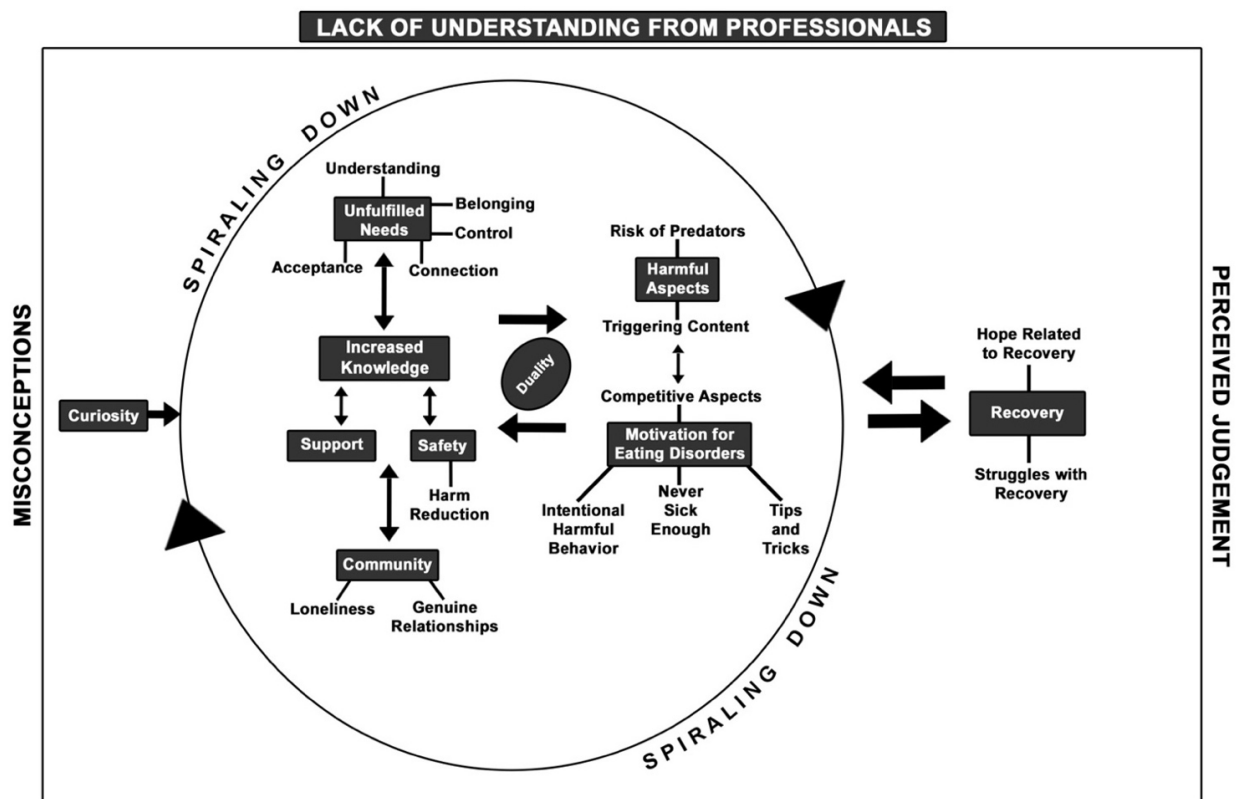 LACK OF UNDERSTANDING FROM PROFESSIONALS
MISCONCEPTIONS
SPIRALING DOWN
Understanding
Unfulfilled
Needs
Belonging
Control
Acceptance
Connection
Increased
Knowledge
Curiosity
Support
Safety
Harm
Reduction
Community
Loneliness
Genuine
Relationships
Duality
Risk of Predators
Harmful
Aspects
Triggering Content
Competitive Aspects
Motivation for
Eating Disorders
Intentional
Harmful
Behavior
Never
Sick
Enough
Tips
and
Tricks
SPIRALING DOWN
Hope Related
to Recovery
Recovery
Struggles with
Recovery
PERCEIVED JUDGEMENT